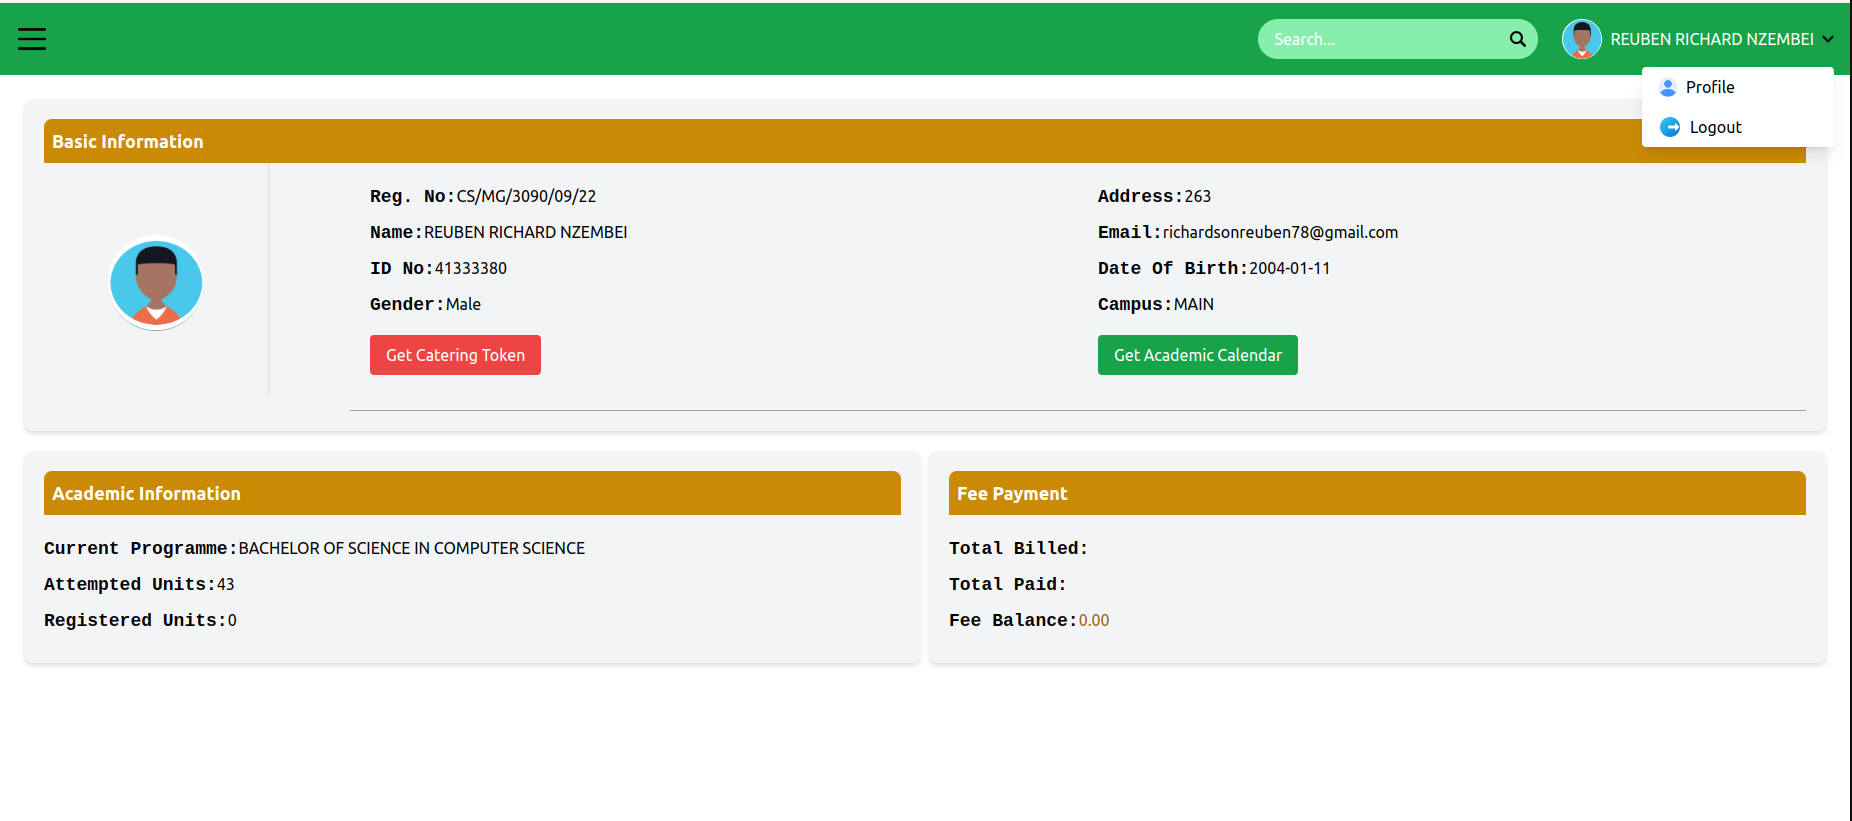 Search...
REUBEN RICHARD NZEMBEI
Profile
Logout
Basic Information
Reg. No:CS/MG/3090/09/22
Name:REUBEN RICHARD NZEMBEI
ID No:41333380
Gender:Male
Get Catering Token
Address:263
Email:richardsonreuben78@gmail.com
Date Of Birth:2004-01-11
Campus:MAIN
Get Academic Calendar
Academic Information
Current Programme:BACHELOR OF SCIENCE IN COMPUTER SCIENCE
Attempted Units:43
Registered Units:0
Fee Payment
Total Billed:
Total Paid:
Fee Balance:0.00